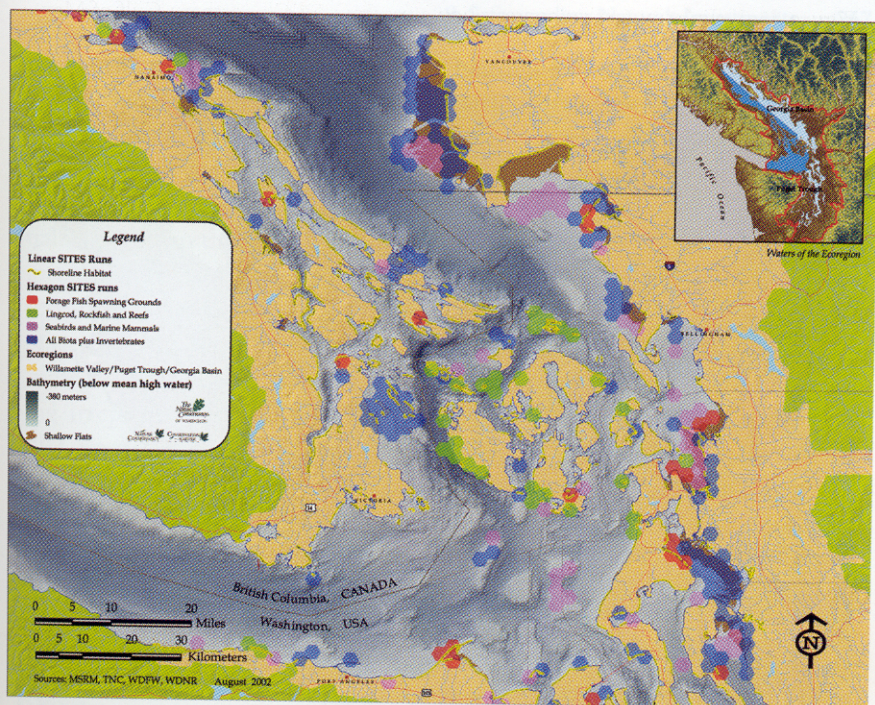 NANAIMO
VANCOUVER
Georgia Basin
Pacific Ocean
Puget Trough
Waters of the Ecoregion
Legend
Linear SITES Runs
Shoreline Habitat
Hexagon SITES runs
Forage Fish Spawning Grounds
Lingcod, Rockfish and Reefs
Seabirds and Marine Mammals
All Biota plus Invertebrates
Ecoregions
Willamette Valley/Puget Trough/Georgia Basin
Bathymetry (below mean high water)
-380 meters
0
The Nature Conservancy
Shallow Flats
BELLINGHAM
VICTORIA
British Columbia, CANADA
Washington, USA
0 5 10 20
Miles
0 5 10 20 30
Kilometers
N
PORT ANGELES
Sources: MSRM, TNC, WDFW, WDNR August 2002